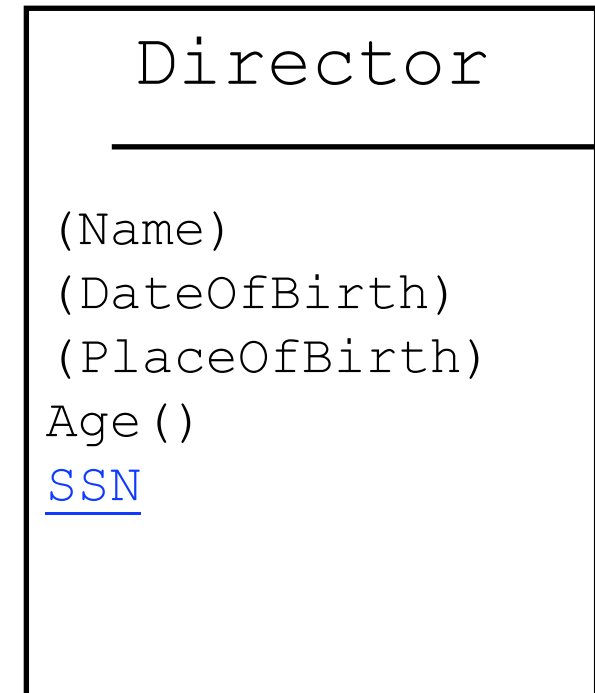 Director
(Name)
(DateOfBirth)
(PlaceOfBirth)
Age()
SSN